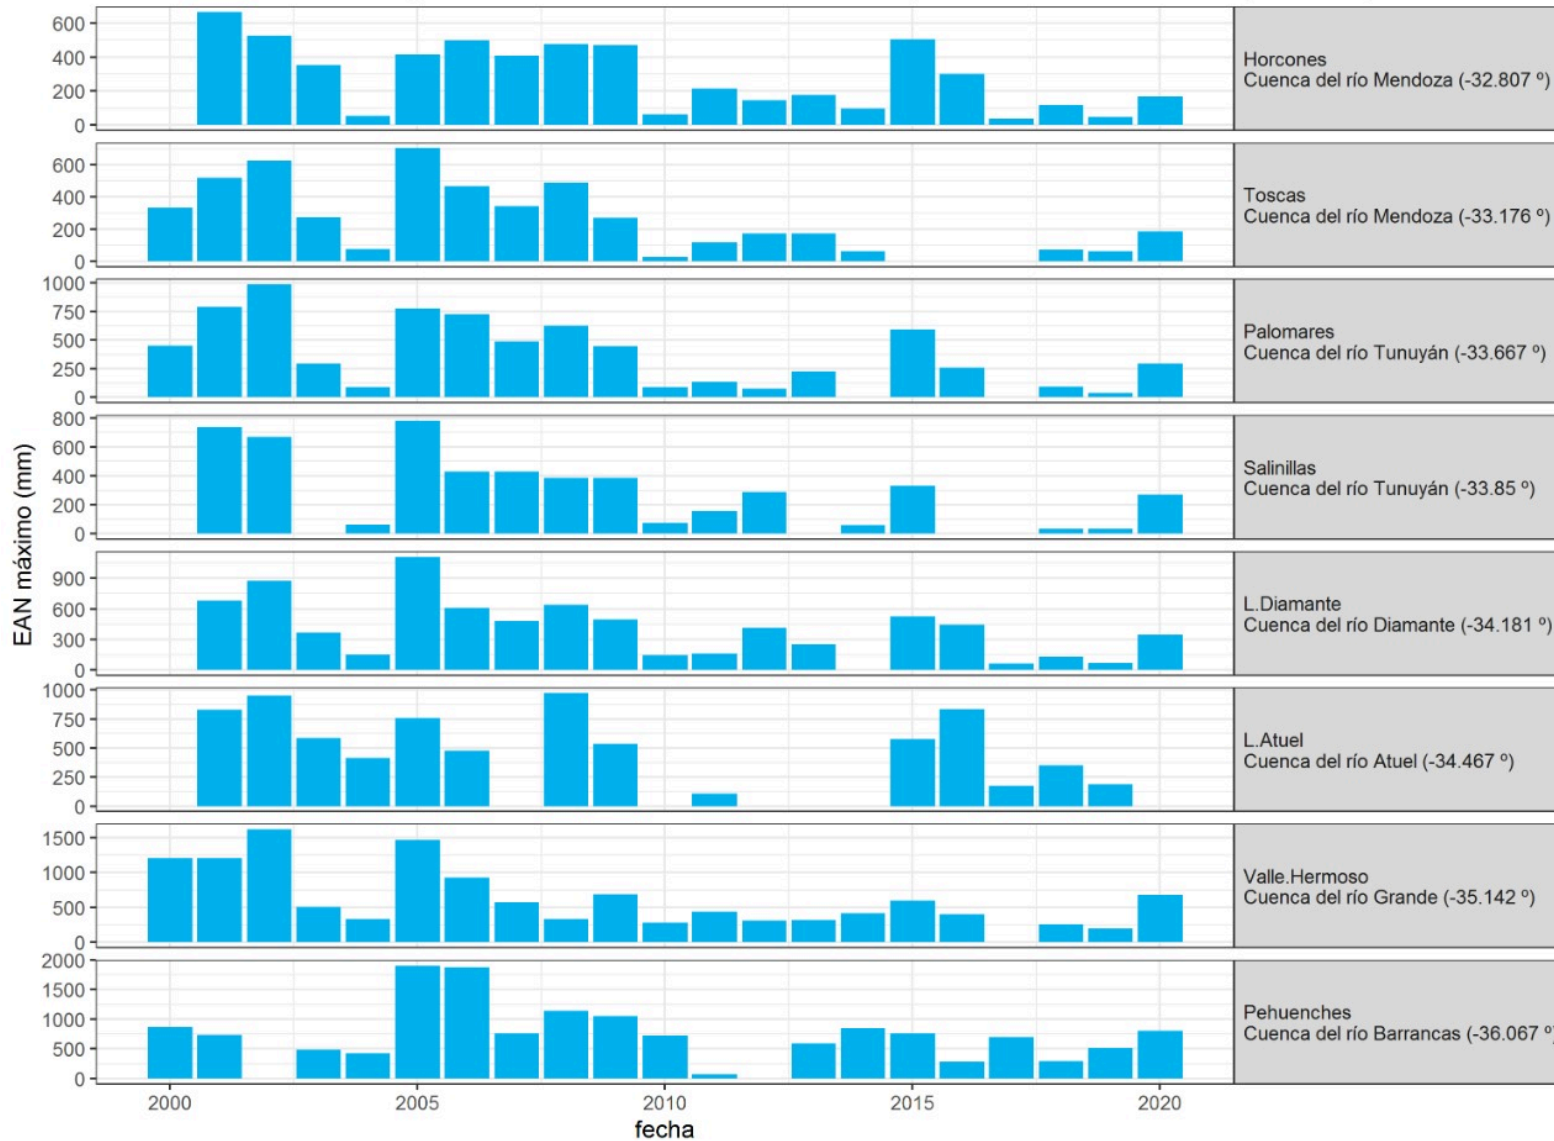 600
400
200
0
Horcones
Cuenca del río Mendoza (-32.807 º)
600
400
200
0
Toscas
Cuenca del río Mendoza (-33.176 º)
1000
750
500
250
0
Palomares
Cuenca del río Tunuyán (-33.667 º)
800
600
400
200
0
Salinillas
Cuenca del río Tunuyán (-33.85 º)
EAN máximo (mm)
900
600
300
0
L.Diamante
Cuenca del río Diamante (-34.181 º)
1000
750
500
250
0
L.Atuel
Cuenca del río Atuel (-34.467 º)
1500
1000
500
0
Valle.Hermoso
Cuenca del río Grande (-35.142 º)
2000
1500
1000
500
0
Pehuenches
Cuenca del río Barrancas (-36.067 º)
2000 2005 2010 2015 2020
fecha